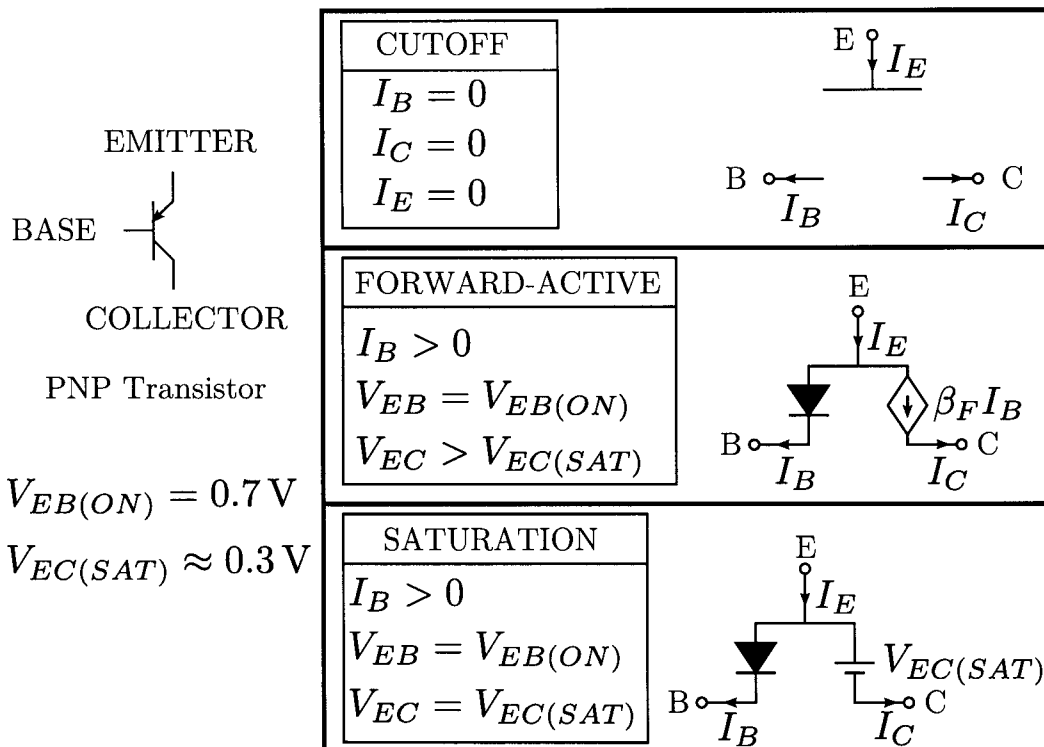 EMITTER
BASE
COLLECTOR
PNP Transistor
V_{EB(ON)} = 0.7 V
V_{EC(SAT)} ≈ 0.3 V
CUTOFF
I_B = 0
I_C = 0
I_E = 0
E
I_E
B
C
I_B
I_C
FORWARD-ACTIVE
I_B > 0
V_{EB} = V_{EB(ON)}
V_{EC} > V_{EC(SAT)}
E
I_E
β_F I_B
B
C
I_B
I_C
SATURATION
I_B > 0
V_{EB} = V_{EB(ON)}
V_{EC} = V_{EC(SAT)}
E
I_E
V_{EC(SAT)}
B
C
I_B
I_C